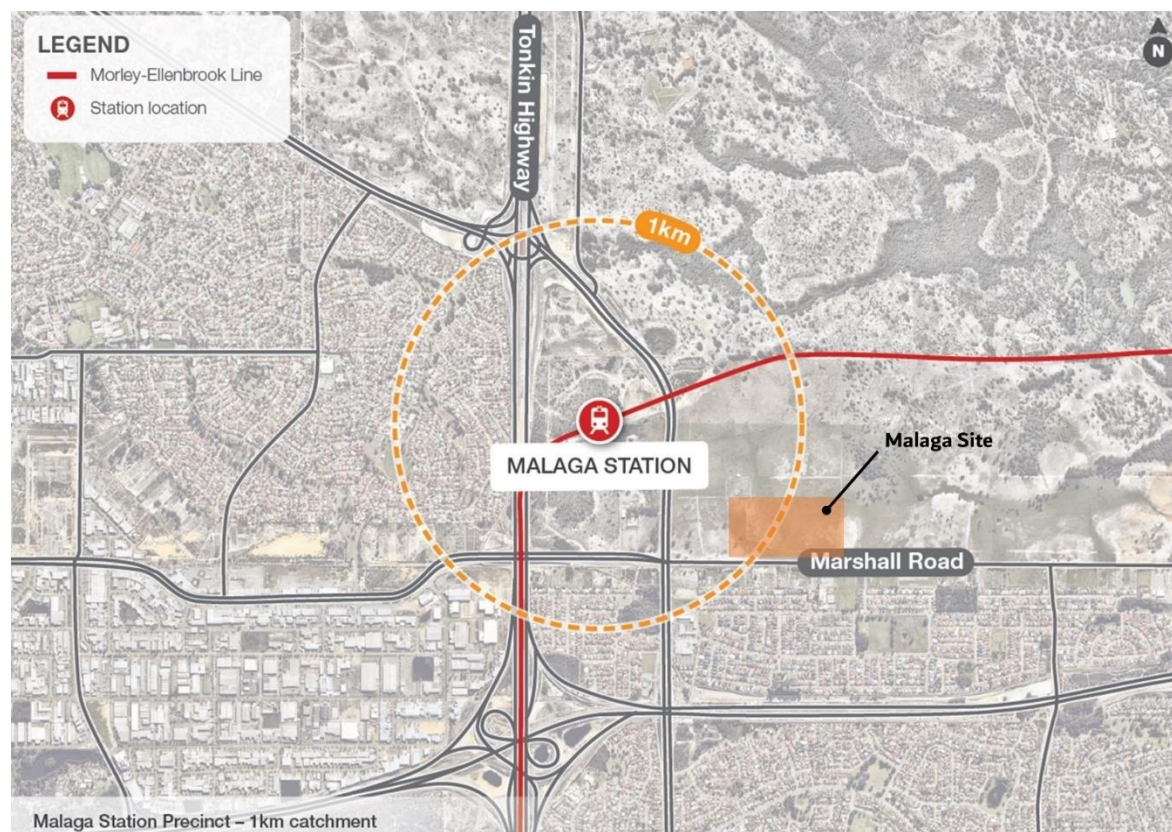 LEGEND
Morley-Ellenbrook Line
Station location
Tonkin Highway
N
1km
MALAGA STATION
Malaga Site
Marshall Road
Malaga Station Precinct – 1km catchment